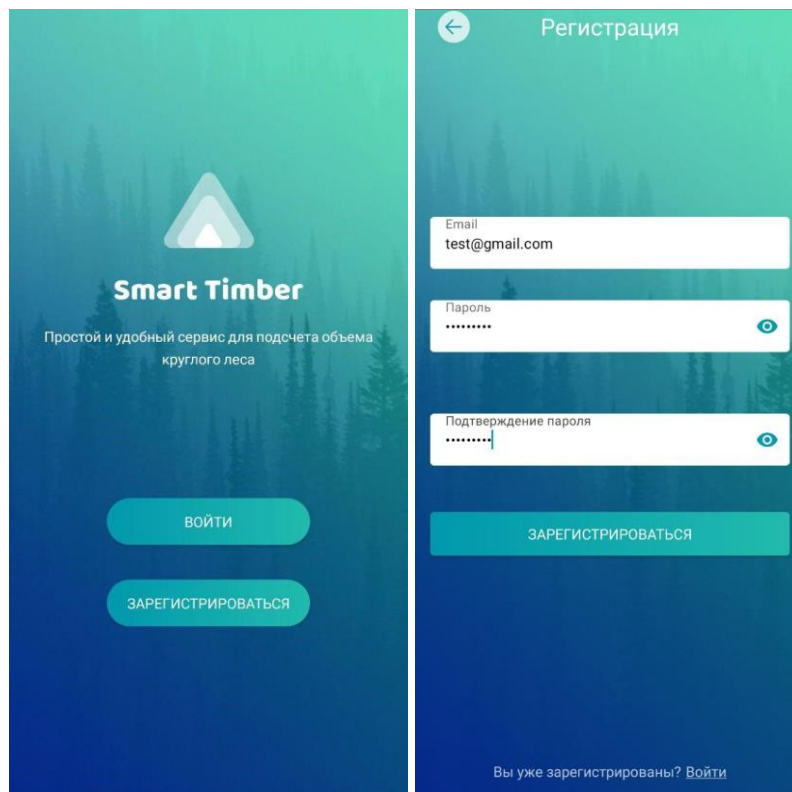 Smart Timber
Простой и удобный сервис для подсчета объема
круглого леса
ВОЙТИ
ЗАРЕГИСТРИРОВАТЬСЯ
Регистрация
Email
test@gmail.com
Пароль
•••••••••
Подтверждение пароля
•••••••••
ЗАРЕГИСТРИРОВАТЬСЯ
Вы уже зарегистрированы? Войти